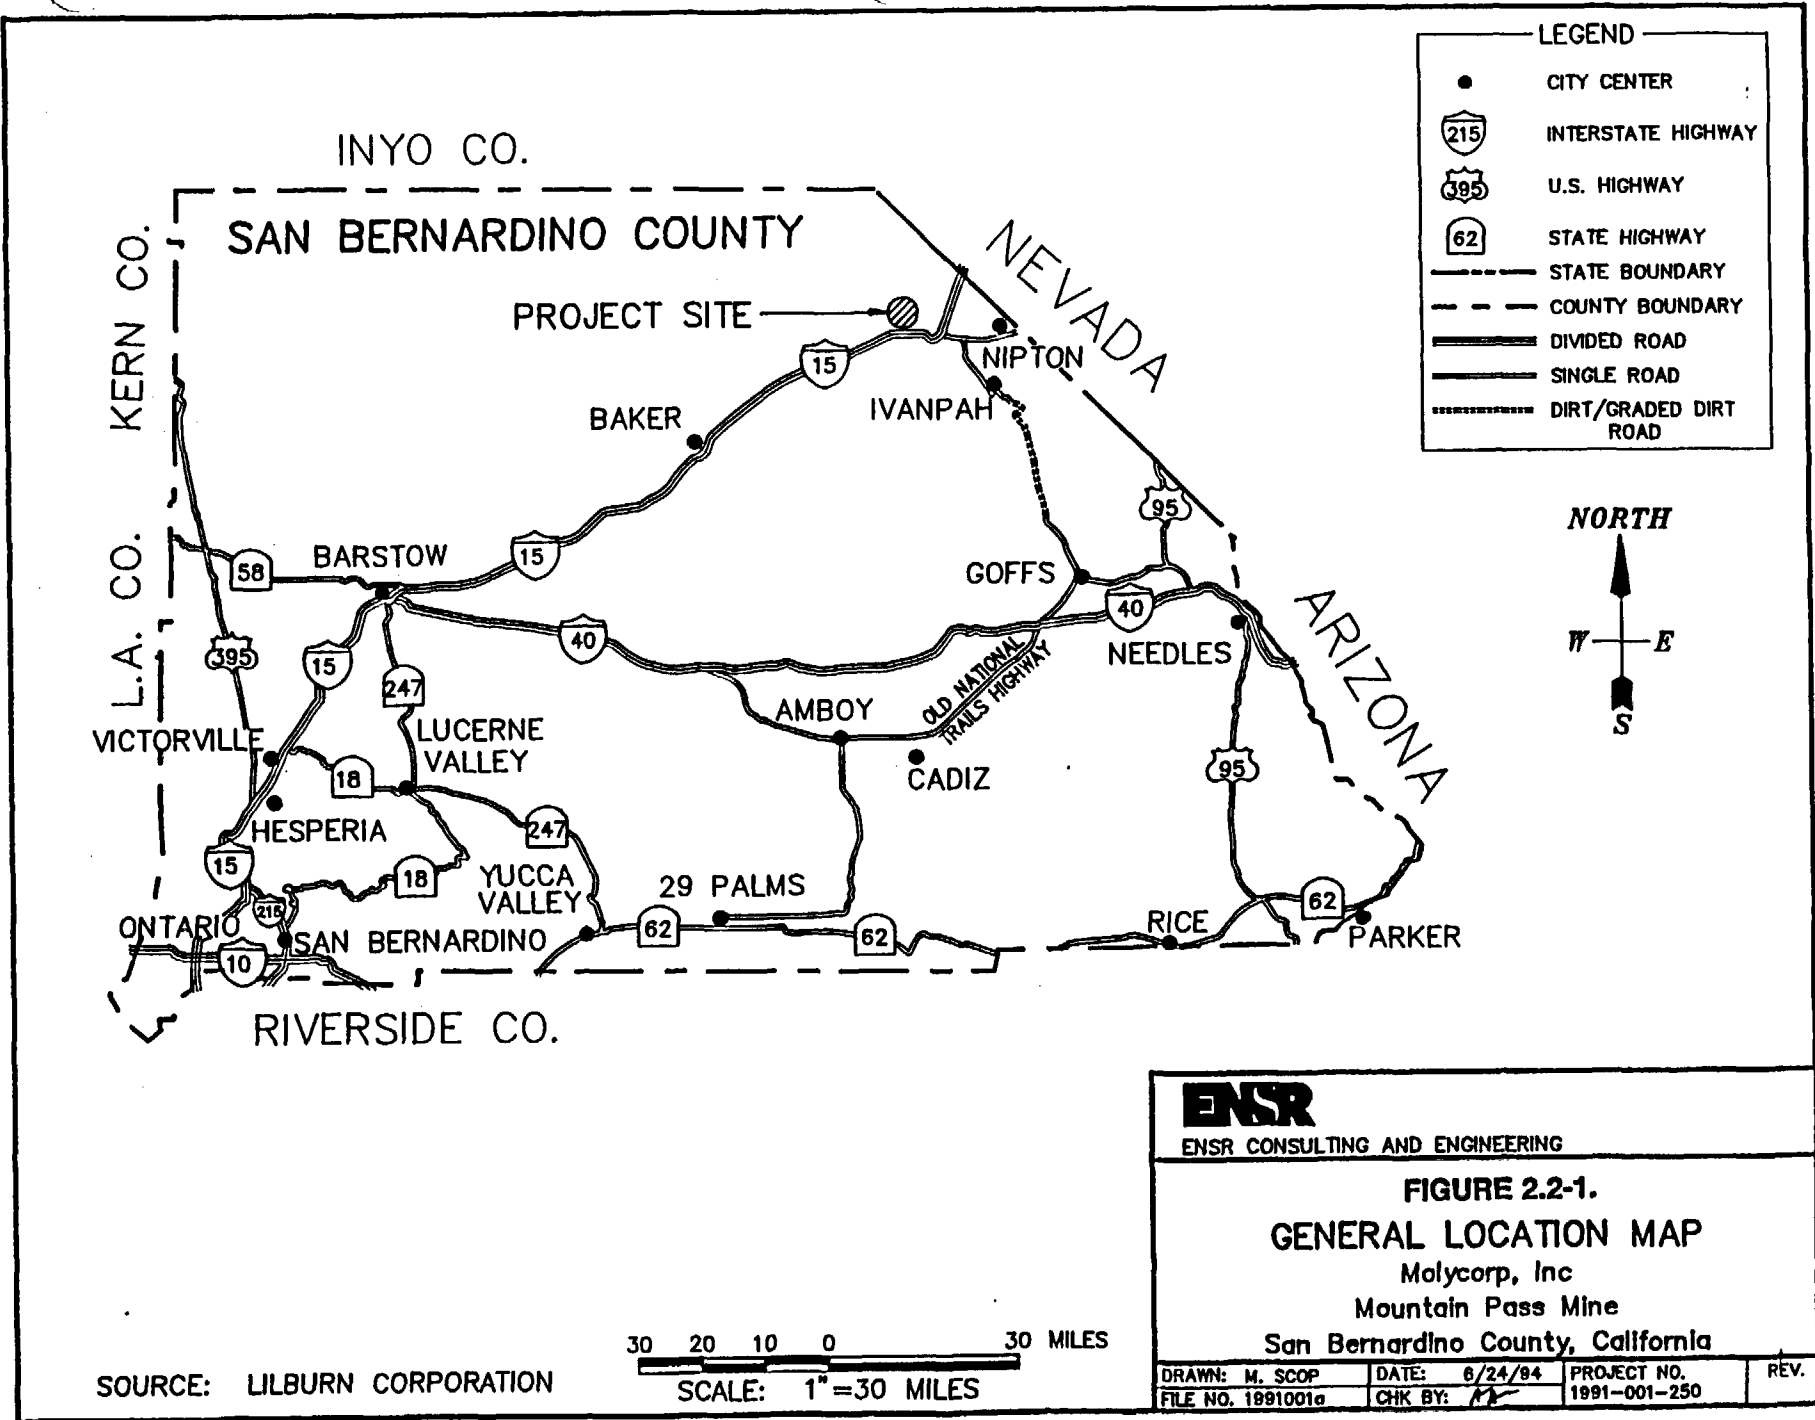 LEGEND
CITY CENTER
215 INTERSTATE HIGHWAY
395 U.S. HIGHWAY
62 STATE HIGHWAY
STATE BOUNDARY
COUNTY BOUNDARY
DIVIDED ROAD
SINGLE ROAD
DIRT/GRADED DIRT
ROAD
INYO CO.
SAN BERNARDINO COUNTY
KERN CO.
NEVADA
PROJECT SITE
NIPTON
15
IVANPAH
BAKER
95
NORTH
W E
S
L.A. CO.
BARSTOW
15
58
GOFFS
40
ARIZONA
395
15
40
NEEDLES
247
OLD NATIONAL
TRAILS HIGHWAY
AMBOY
VICTORVILLE
LUCERNE
VALLEY
18
CADIZ
95
HESPERIA
247
15
18
YUCCA
VALLEY
29 PALMS
215
62
ONTARIO
SAN BERNARDINO
62
62
RICE
PARKER
10
RIVERSIDE CO.
ENSR
ENSR CONSULTING AND ENGINEERING
FIGURE 2.2-1.
GENERAL LOCATION MAP
Molycorp, Inc
Mountain Pass Mine
San Bernardino County, California
DRAWN: M. SCOP DATE: 6/24/94 PROJECT NO. REV.
FILE NO. 1991001a CHK BY: 1991-001-250
30 20 10 0 30 MILES
SCALE: 1"=30 MILES
SOURCE: LILBURN CORPORATION